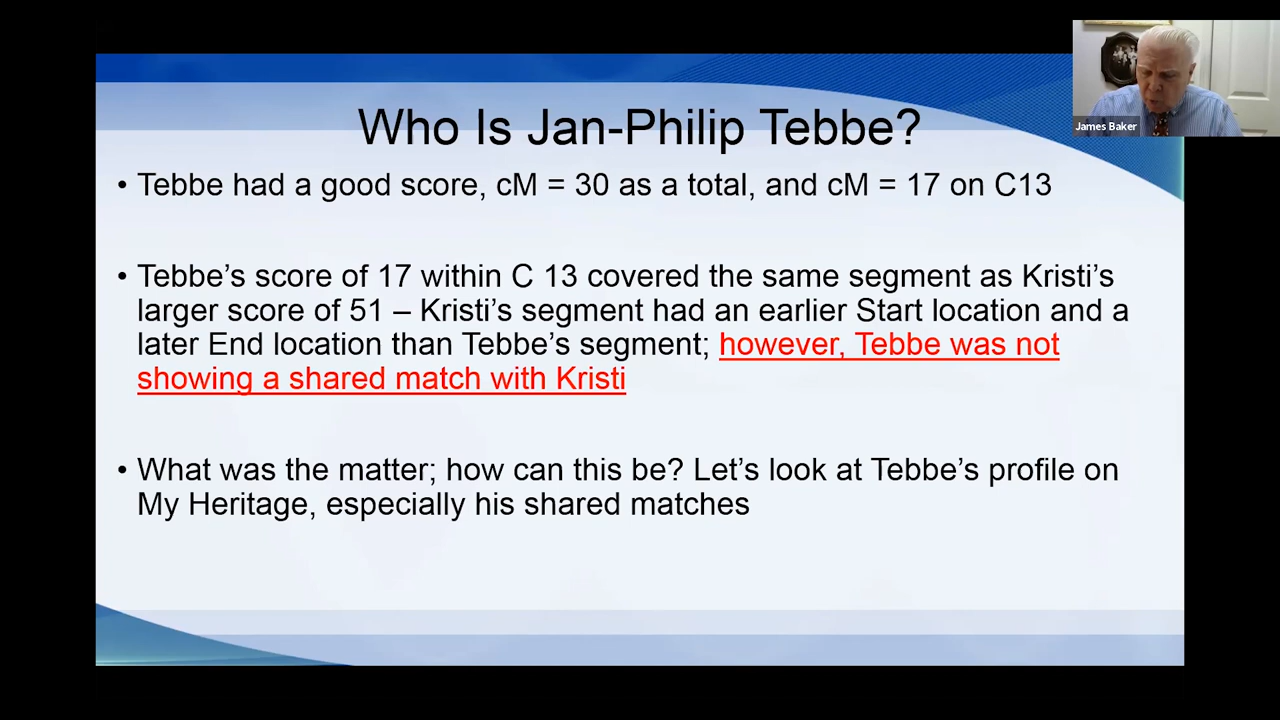 Who Is Jan-Philip Tebbe?
James Baker
• Tebbe had a good score, cM = 30 as a total, and cM = 17 on C13
• Tebbe’s score of 17 within C 13 covered the same segment as Kristi’s
larger score of 51 – Kristi’s segment had an earlier Start location and a
later End location than Tebbe’s segment; however, Tebbe was not
showing a shared match with Kristi
• What was the matter; how can this be? Let’s look at Tebbe’s profile on
My Heritage, especially his shared matches